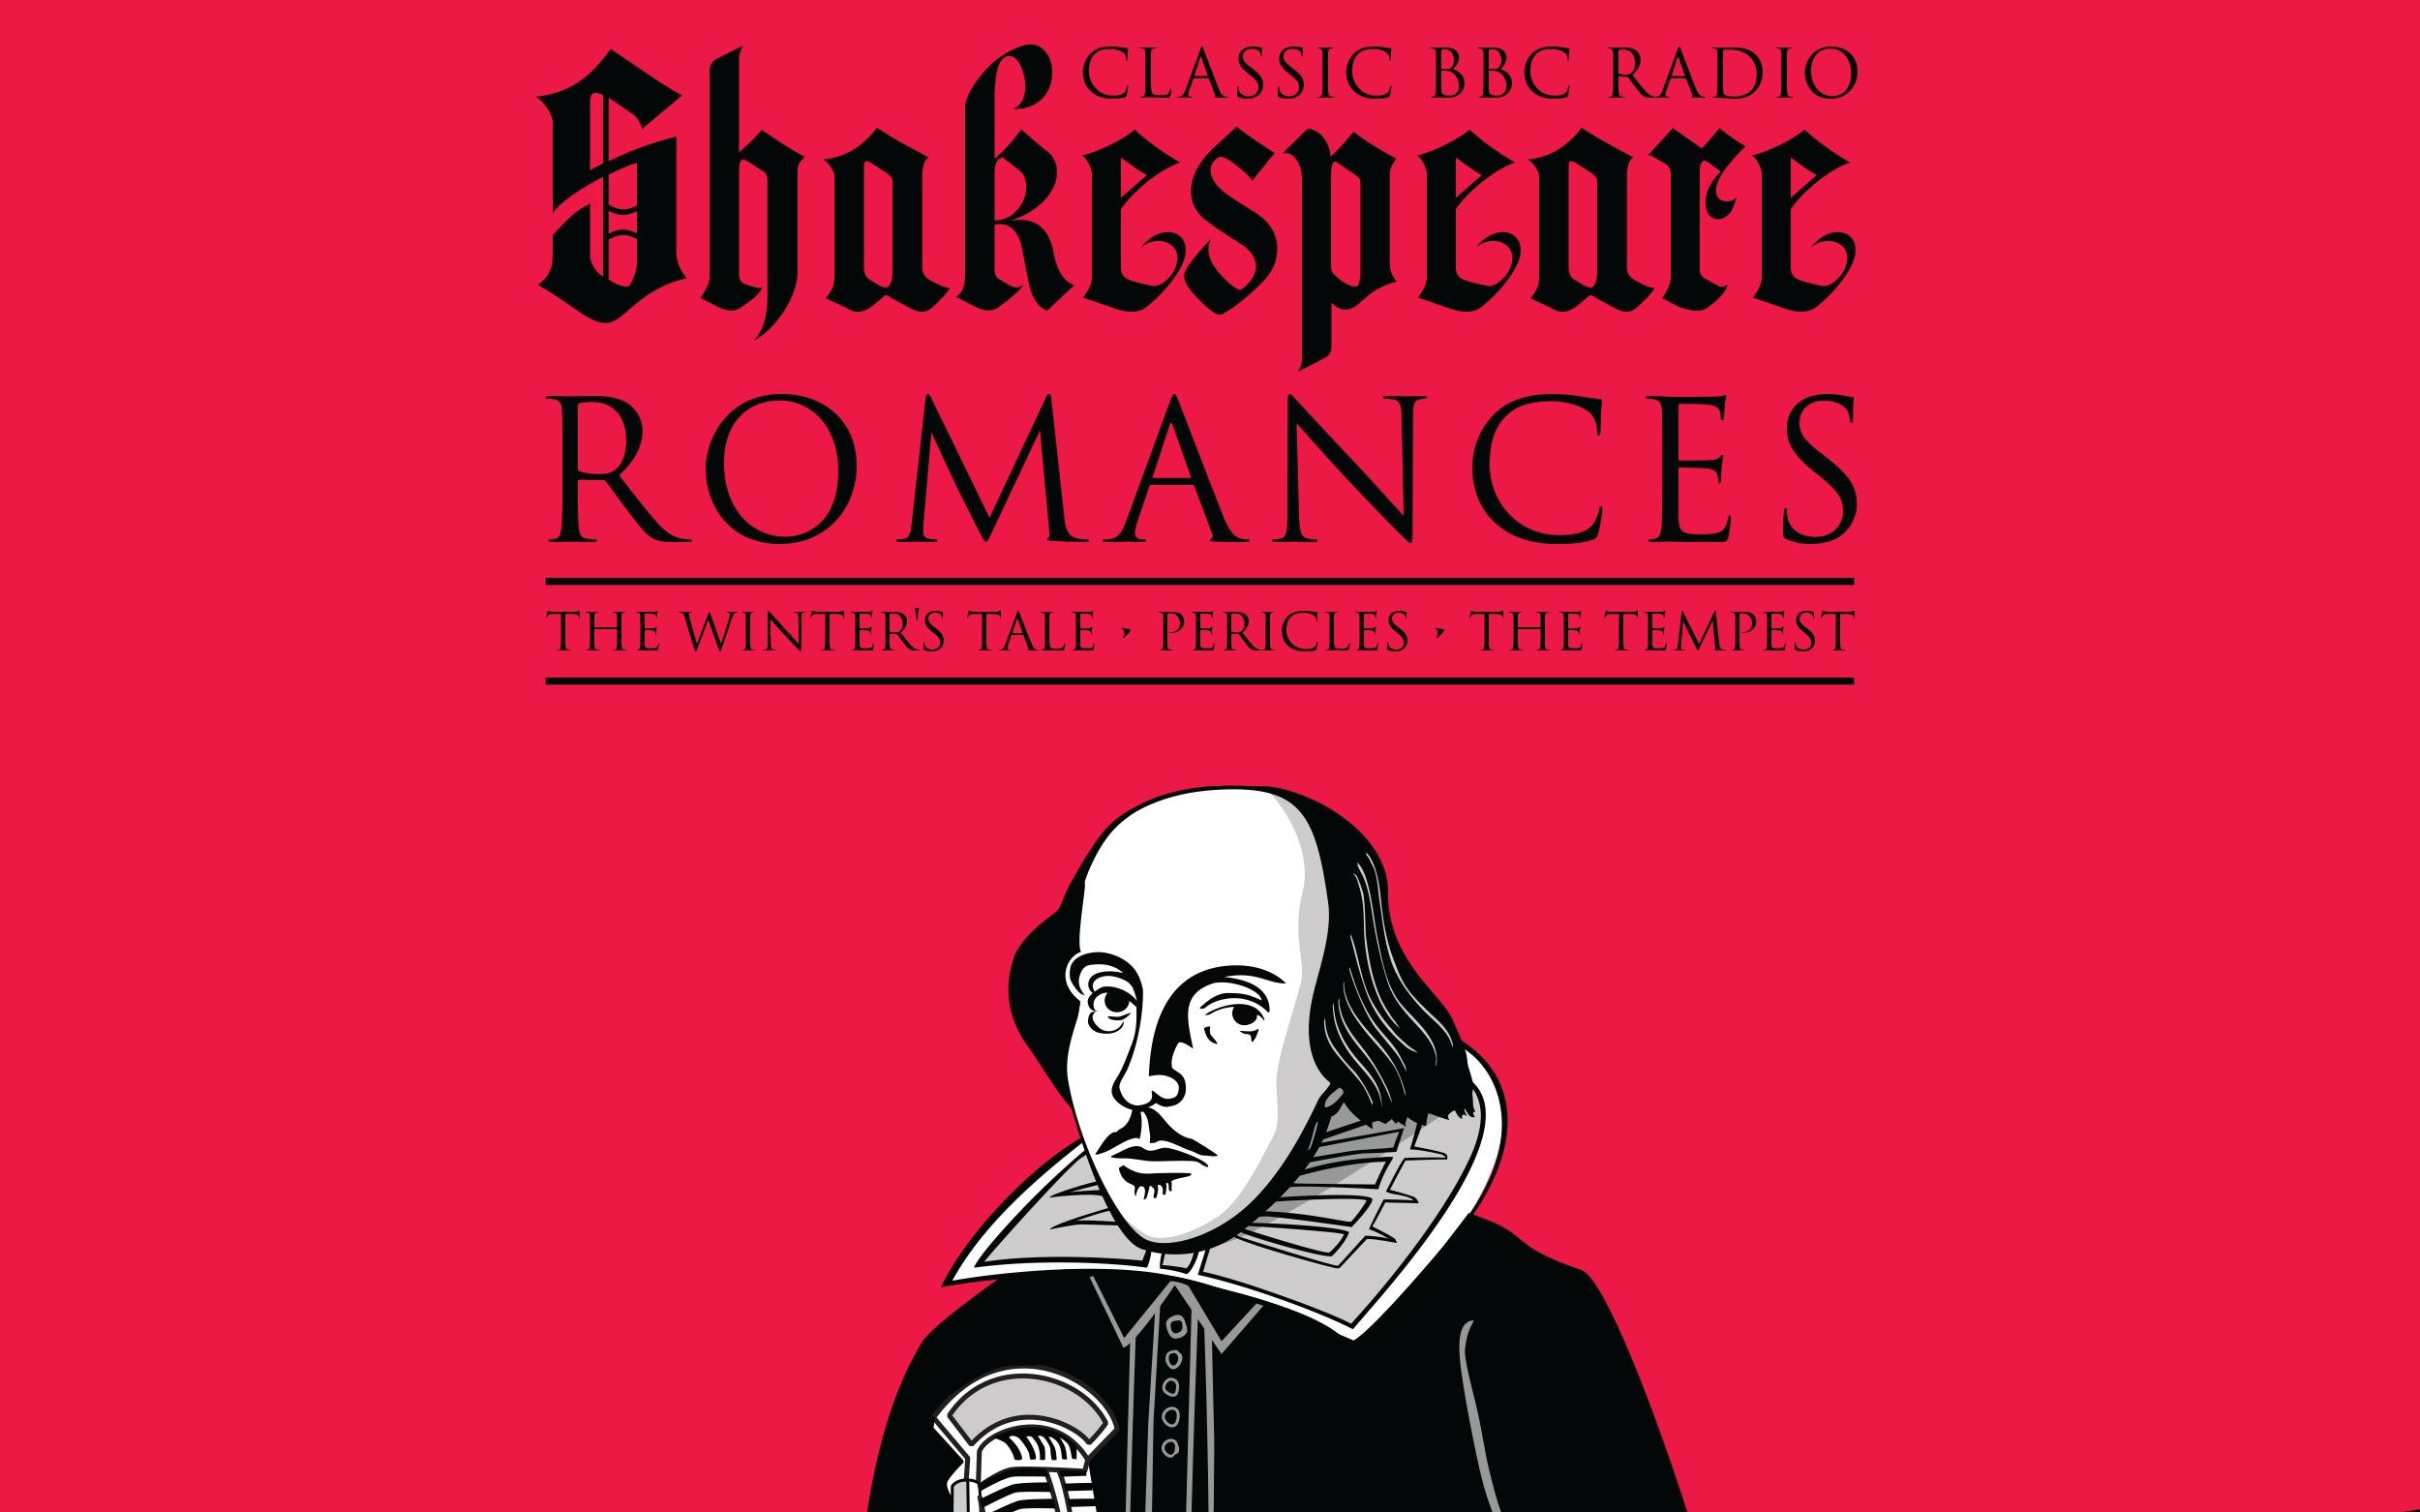 CLASSIC BBC RADIO
Shakespeare
ROMANCES
THE WINTER'S TALE · PERICLES · THE TEMPEST